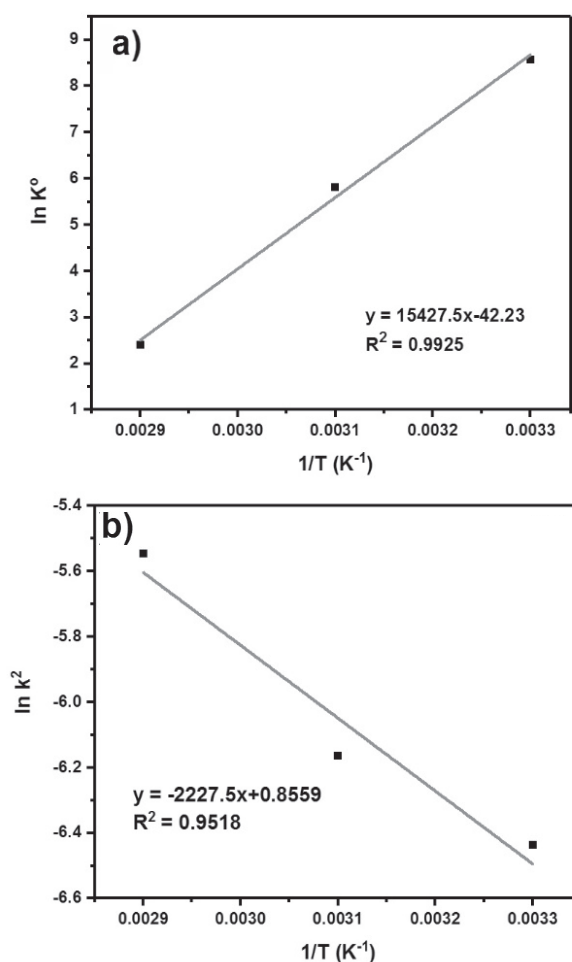 a)
9
8
7
6
5
4
3
2
1
ln Kº
y = 15427.5x-42.23
R² = 0.9925
0.0029 0.0030 0.0031 0.0032 0.0033
1/T (K⁻¹)
b)
-5.4
-5.6
-5.8
-6.0
-6.2
-6.4
-6.6
ln k²
y = -2227.5x+0.8559
R² = 0.9518
0.0029 0.0030 0.0031 0.0032 0.0033
1/T (K⁻¹)